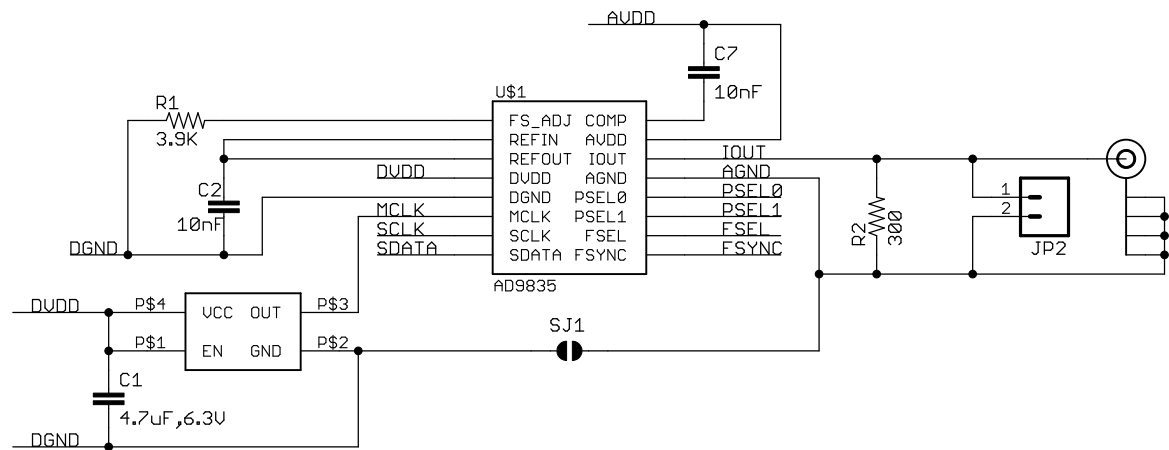 AVDD
C7
10nF
U$1
R1
3.9K
FS_ADJ COMP
REFIN AVDD
REFOUT IOUT
DVDD AGND
DGND PSEL0
MCLK PSEL1
SCLK FSEL
SDATA FSYNC
AD9835
IOUT
AGND
PSEL0
PSEL1
FSEL
FSYNC
DVDD
MCLK
SCLK
SDATA
C2
10nF
DGND
R2
300
1
2
JP2
DVDD
P$4
VCC OUT
P$3
P$1
EN GND
P$2
SJ1
C1
4.7uF,6.3V
DGND